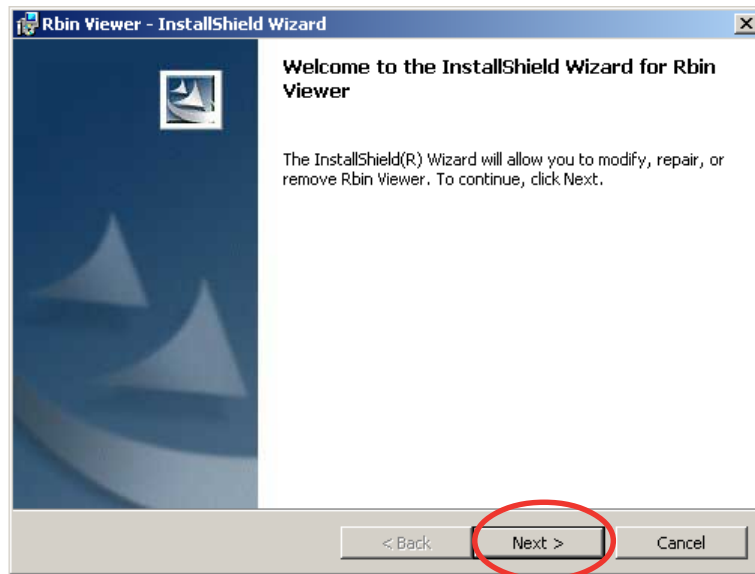 Rbin Viewer - InstallShield Wizard
Welcome to the InstallShield Wizard for Rbin
Viewer
The InstallShield(R) Wizard will allow you to modify, repair, or
remove Rbin Viewer. To continue, click Next.
< Back
Next >
Cancel